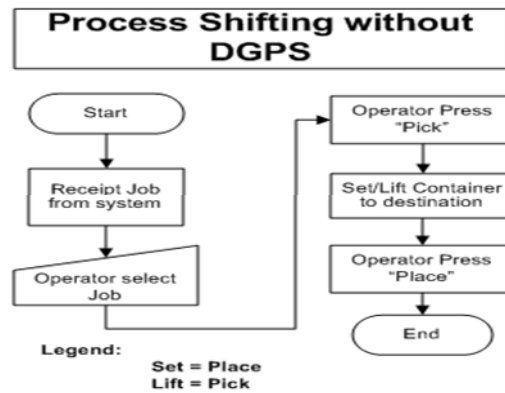 Process Shifting without
DGPS
Start
Receipt Job
from system
Operator select
Job
Operator Press
“Pick”
Set/Lift Container
to destination
Operator Press
“Place”
End
Legend:
Set = Place
Lift = Pick